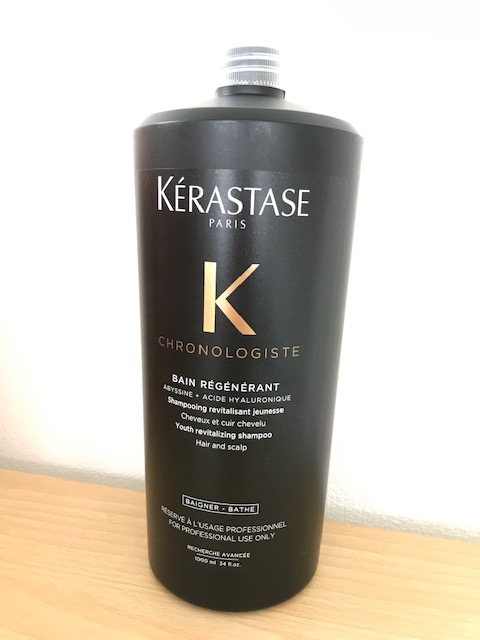 KÉRASTASE
PARIS
K
CHRONOLOGISTE
BAIN RÉGÉNÉRANT
ABYSSINE + ACIDE HYALURONIQUE
Shampooing revitalisant jeunesse
Cheveux et cuir chevelu
Youth revitalizing shampoo
Hair and scalp
BAIGNER - BATHE
RÉSERVÉ À L'USAGE PROFESSIONNEL
FOR PROFESSIONAL USE ONLY
RECHERCHE AVANCÉE
1000 ml 34 fl.oz.